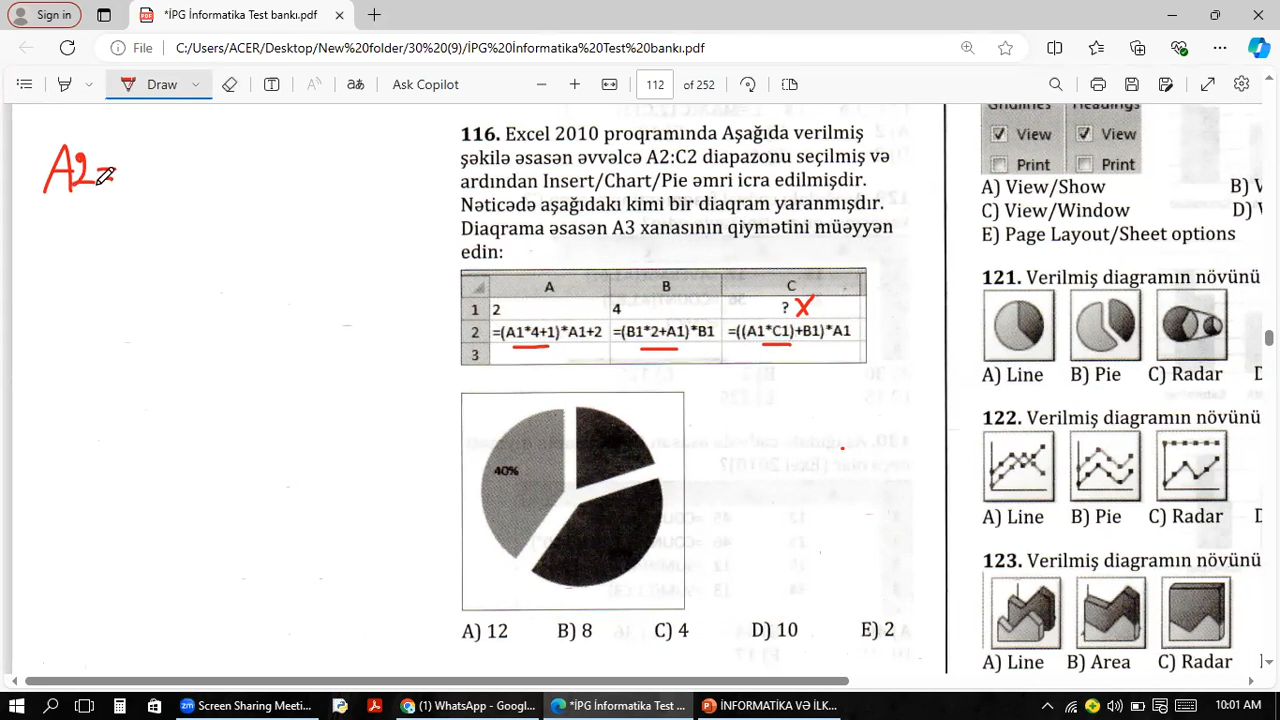 Sign in
*İPG İnformatika Test bankı.pdf
File
C:/Users/ACER/Desktop/New%20folder/30%20(9)/İPG%20İnformatika%20Test%20bankı.pdf
Draw
Ask Copilot
112 of 252
A2=
116. Excel 2010 proqramında Aşağıda verilmiş
şəkilə əsasən əvvəlcə A2:C2 diapazonu seçilmiş və
ardından Insert/Chart/Pie əmri icra edilmişdir.
Nəticədə aşağıdakı kimi bir diaqram yaranmışdır.
Diaqrama əsasən A3 xanasının qiymətini müəyyən
edin:
A B C
1 2 4 ? X
2 =(A1*4+1)*A1+2 =(B1*2+A1)*B1 =((A1*C1)+B1)*A1
3
40%
A) 12 B) 8 C) 4 D) 10 E) 2
Gridlines Headings
View View
Print Print
A) View/Show B)
C) View/Window D)
E) Page Layout/Sheet options
121. Verilmiş diagramın növünü
A) Line B) Pie C) Radar
122. Verilmiş diagramın növünü
A) Line B) Pie C) Radar
123. Verilmiş diagramın növünü
A) Line B) Area C) Radar
Screen Sharing Meeti...
(1) WhatsApp - Googl...
*İPG İnformatika Test ...
İNFORMATİKA VƏ İLK...
10:01 AM